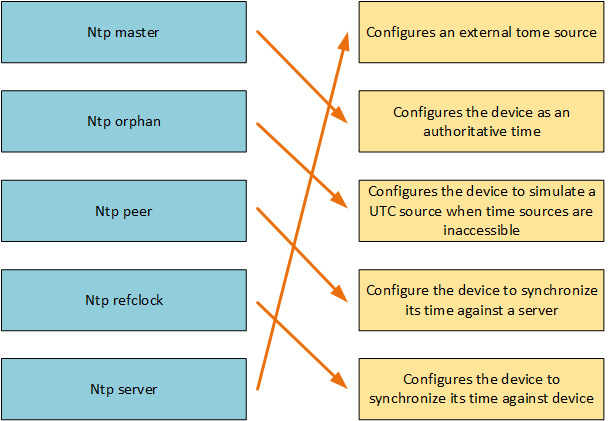 Ntp master
Configures an external tome source
Ntp orphan
Configures the device as an
authoritative time
Ntp peer
Configures the device to simulate a
UTC source when time sources are
inaccessible
Ntp refclock
Configure the device to synchronize
its time against a server
Ntp server
Configures the device to
synchronize its time against device